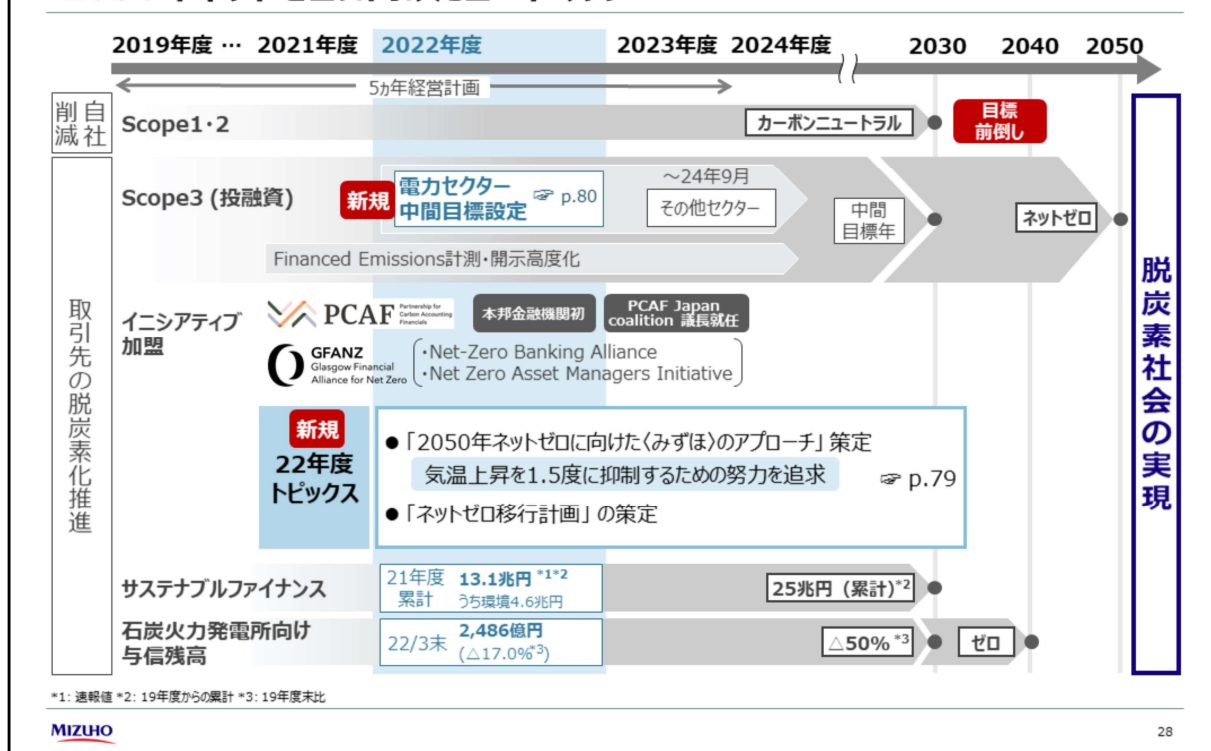 2019年度 … 2021年度 2022年度 2023年度 2024年度 2030 2040 2050
5ヵ年経営計画
自社
削減
Scope1・2
カーボンニュートラル
目標
前倒し
取引先の脱炭素化推進
Scope3 (投融資)
新規
電力セクター
中間目標設定
☞ p.80
～24年9月
その他セクター
中間
目標年
ネットゼロ
Financed Emissions計測・開示高度化
イニシアティブ
加盟
PCAF
Partnership for
Carbon Accounting
Financials
本邦金融機関初
PCAF Japan
coalition 議長就任
GFANZ
Glasgow Financial
Alliance for Net Zero
・Net-Zero Banking Alliance
・Net Zero Asset Managers Initiative
新規
22年度
トピックス
●「2050年ネットゼロに向けた〈みずほ〉のアプローチ」策定
気温上昇を1.5度に抑制するための努力を追求
☞ p.79
●「ネットゼロ移行計画」の策定
サステナブルファイナンス
21年度
累計
13.1兆円 *1*2
うち環境4.6兆円
25兆円 (累計)*2
石炭火力発電所向け
与信残高
22/3末
2,486億円
(△17.0%*3)
△50% *3
ゼロ
脱炭素社会の実現
*1: 速報値 *2: 19年度からの累計 *3: 19年度末比
MIZUHO
28